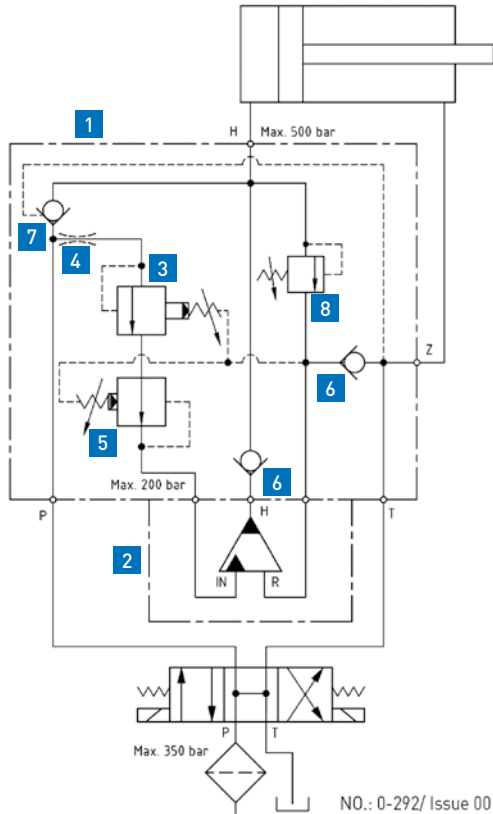 1
H Max. 500 bar
7
4
3
8
Z
6
5
Max. 200 bar
6
P
H
T
2
IN R
P T
Max. 350 bar
NO.: 0-292/ Issue 00